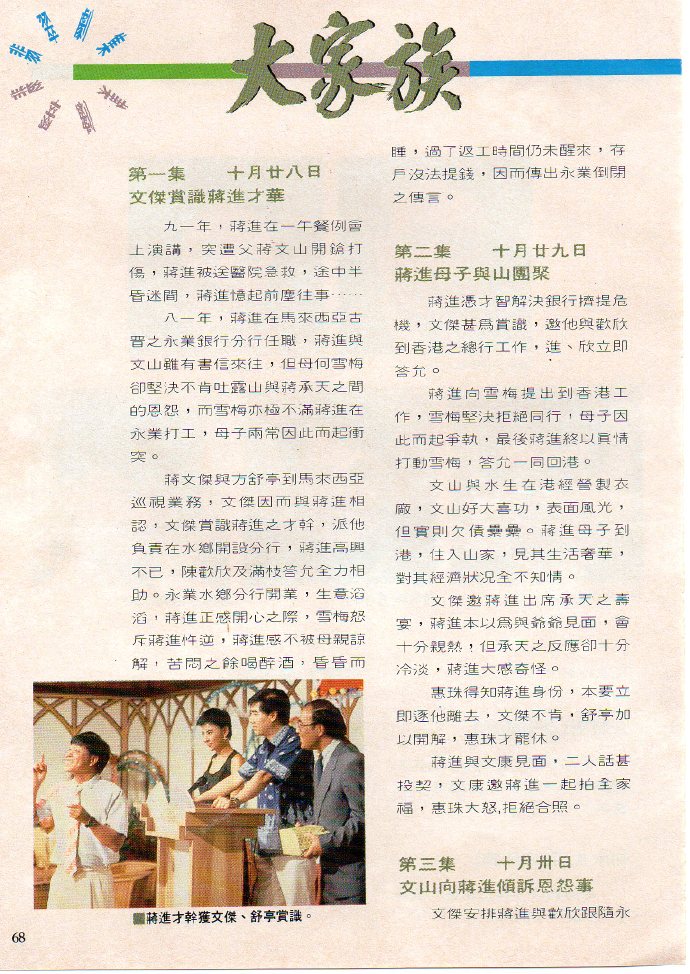 大家族
第一集 十月廿八日
文傑賞識蔣進才華
九一年，蔣進在一午餐例會
上演講，突遭父蔣文山開鎗打
傷，蔣進被送醫院急救，途中半
昏迷間，蔣進憶起前塵往事……
八一年，蔣進在馬來西亞古
晋之永業銀行分行任職，蔣進與
文山雖有書信來往，但母何雪梅
卻堅決不肯吐露山與蔣承天之間
的恩怨，而雪梅亦極不滿蔣進在
永業打工，母子兩常因此而起衝
突。
蔣文傑與方舒亭到馬來西亞
巡視業務，文傑因而與蔣進相
認，文傑賞識蔣進之才幹，派他
負責在水鄉開設分行，蔣進高興
不已，陳歡欣及滿枝答允全力相
助。永業水鄉分行開業，生意滔
滔，蔣進正感開心之際，雪梅怒
斥蔣進忤逆，蔣進感不被母親諒
解，苦悶之餘喝醉酒，昏昏而
■蔣進才幹獲文傑、舒亭賞識。
68
睡，過了返工時間仍未醒來，存
戶沒法提錢，因而傳出永業倒閉
之傳言。
第二集 十月廿九日
蔣進母子與山團聚
蔣進憑才智解決銀行擠提危
機，文傑甚爲賞識，邀他與歡欣
到香港之總行工作，進、欣立即
答允。
蔣進向雪梅提出到香港工
作，雪梅堅決拒絕同行，母子因
此而起爭執，最後蔣進終以眞情
打動雪梅，答允一同回港。
文山與水生在港經營製衣
廠，文山好大喜功，表面風光，
但實則欠債纍纍。蔣進母子到
港，住入山家，見其生活奢華，
對其經濟狀況全不知情。
文傑邀蔣進出席承天之壽
宴，蔣進本以爲與爺爺見面，會
十分親熱，但承天之反應卻十分
冷淡，蔣進大感奇怪。
惠珠得知蔣進身份，本要立
即逐他離去，文傑不肯，舒亭加
以開解，惠珠才罷休。
蔣進與文康見面，二人話甚
投契，文康邀蔣進一起拍全家
福，惠珠大怒,拒絕合照。
第三集 十月卅日
文山向蔣進傾訴恩怨事
文傑安排蔣進與歡欣跟隨永